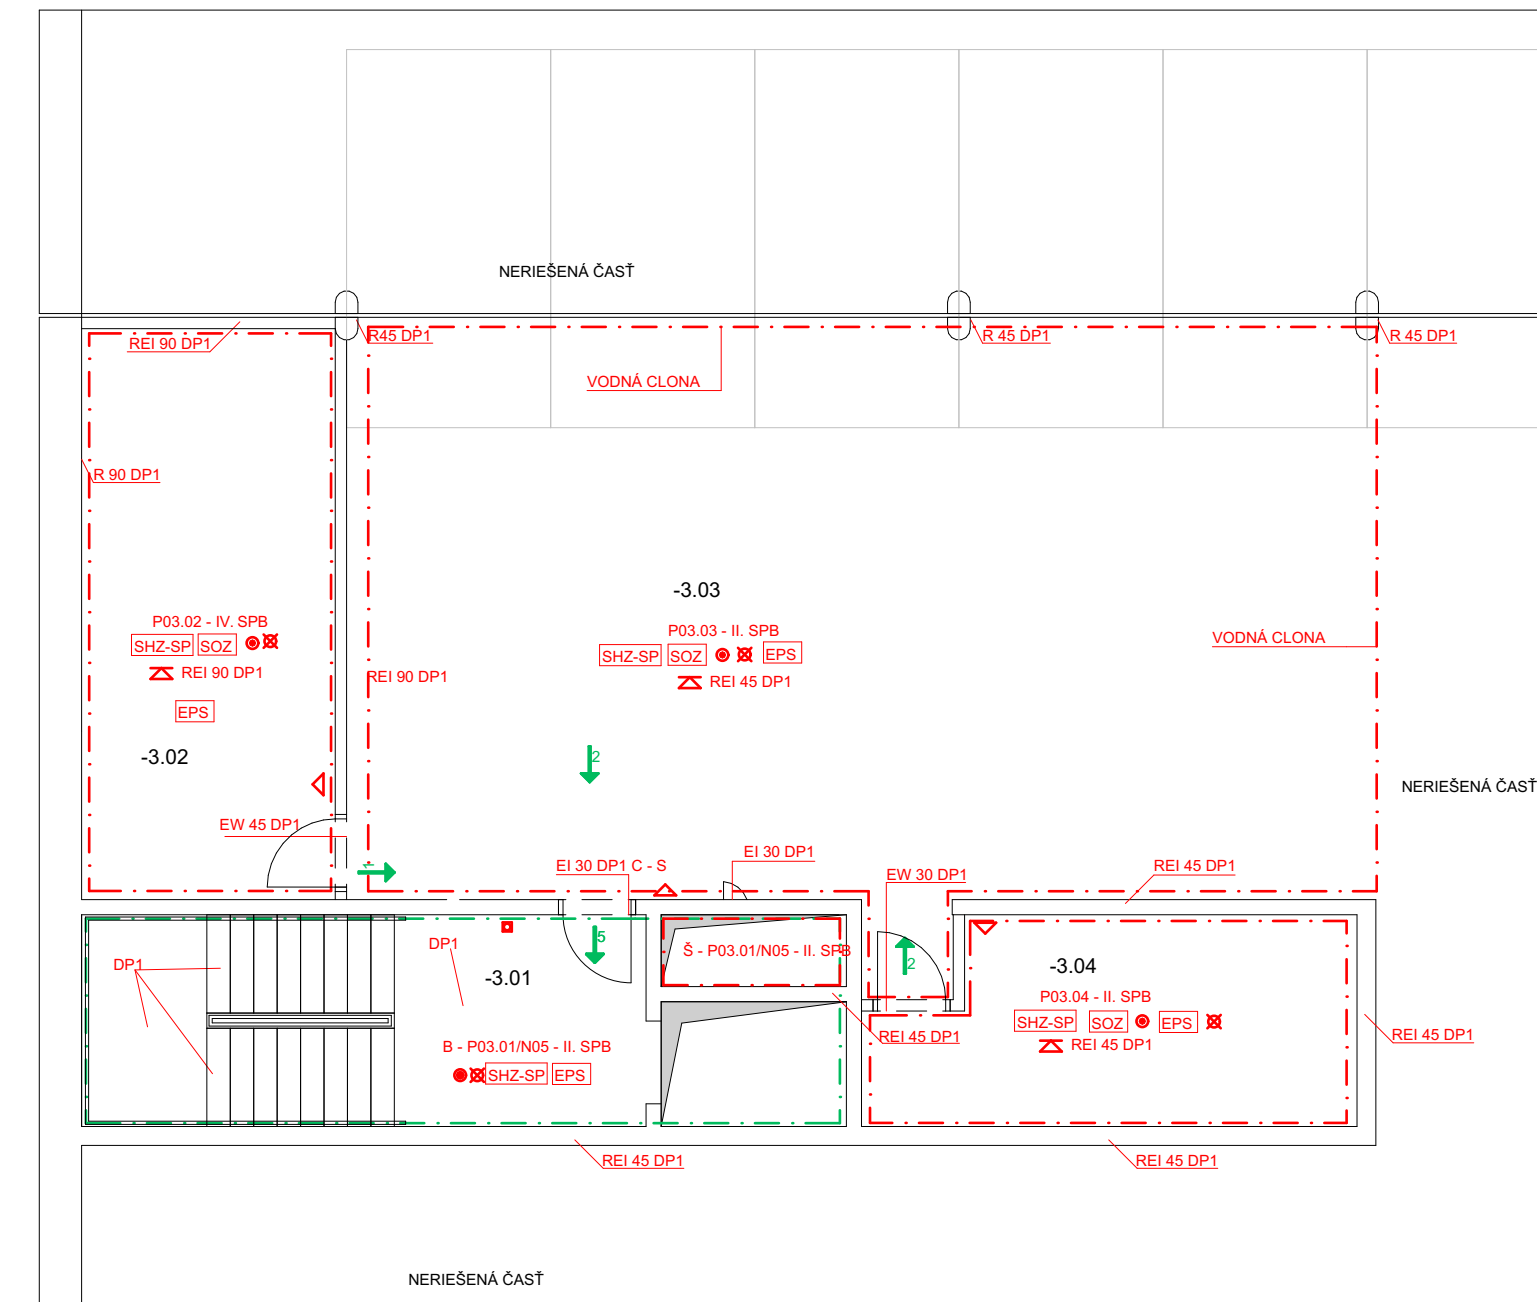 NERIEŠENÁ ČASŤ
REI 90 DP1
R45 DP1
R 45 DP1
R 45 DP1
VODNÁ CLONA
R 90 DP1
-3.03
P03.02 - IV. SPB
SHZ-SP SOZ
REI 90 DP1
EPS
-3.02
P03.03 - II. SPB
SHZ-SP SOZ EPS
REI 45 DP1
REI 90 DP1
VODNÁ CLONA
2
NERIEŠENÁ ČASŤ
EW 45 DP1
1
EI 30 DP1 C - S
EI 30 DP1
EW 30 DP1
REI 45 DP1
DP1
DP1
-3.01
5
Š - P03.01/N05 - II. SPB
2
-3.04
P03.04 - II. SPB
SHZ-SP SOZ EPS
REI 45 DP1
REI 45 DP1
REI 45 DP1
B - P03.01/N05 - II. SPB
SHZ-SP EPS
REI 45 DP1
REI 45 DP1
NERIEŠENÁ ČASŤ